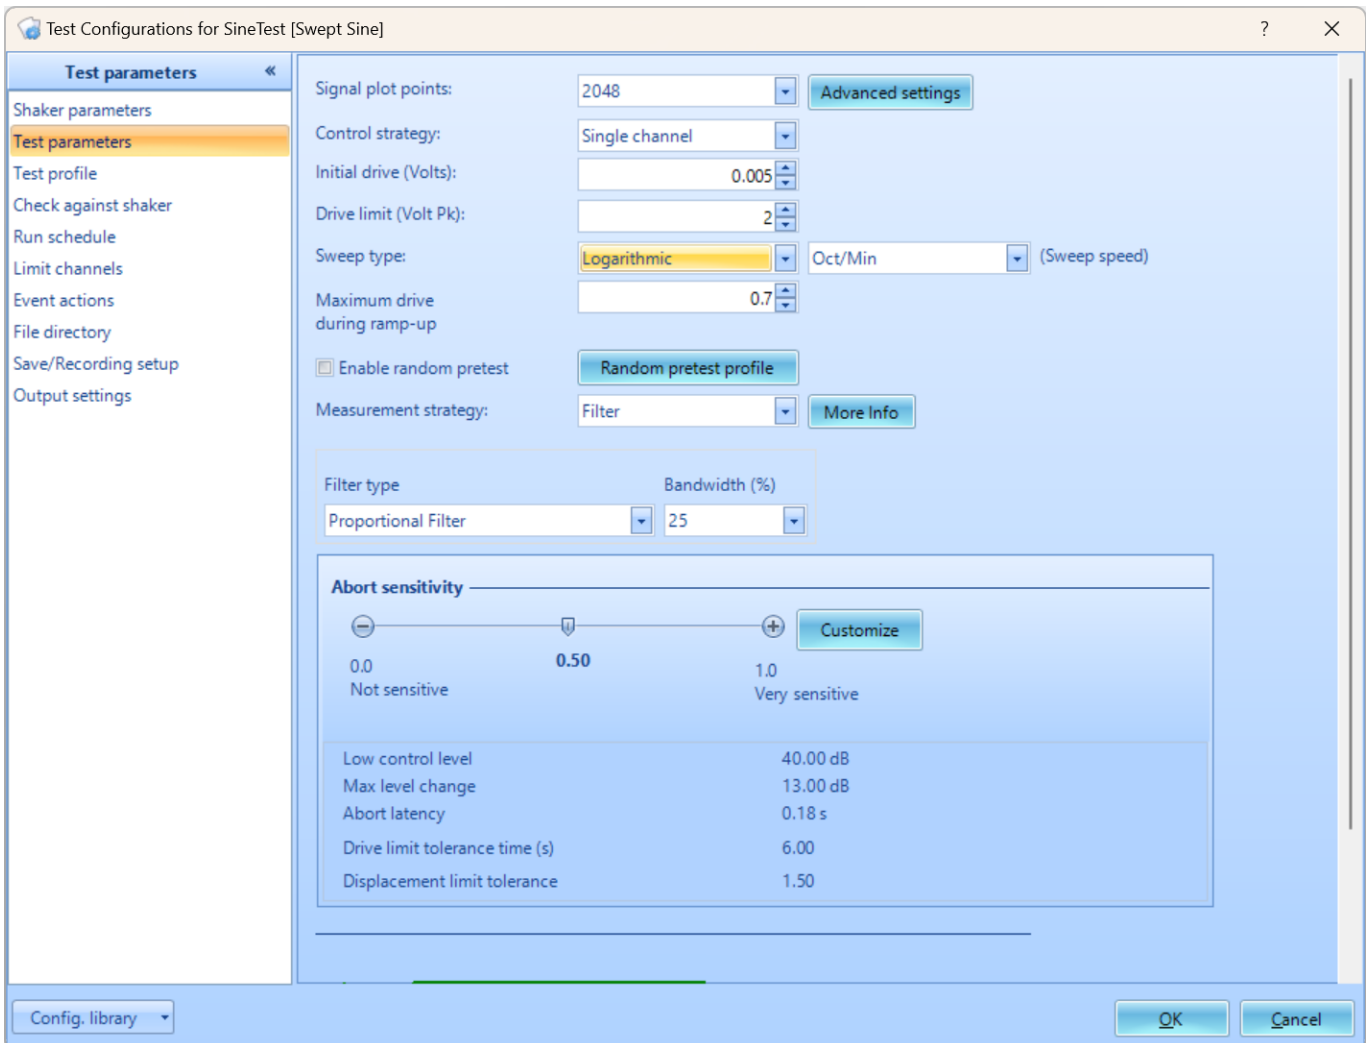 Test Configurations for SineTest [Swept Sine]
?
Test parameters «
Shaker parameters
Test parameters
Test profile
Check against shaker
Run schedule
Limit channels
Event actions
File directory
Save/Recording setup
Output settings
Signal plot points: 2048 Advanced settings
Control strategy: Single channel
Initial drive (Volts): 0.005
Drive limit (Volt Pk): 2
Sweep type: Logarithmic Oct/Min (Sweep speed)
Maximum drive 0.7
during ramp-up
Enable random pretest Random pretest profile
Measurement strategy: Filter More Info
Filter type Bandwidth (%)
Proportional Filter 25
Abort sensitivity
Customize
0.0 0.50 1.0
Not sensitive Very sensitive
Low control level 40.00 dB
Max level change 13.00 dB
Abort latency 0.18 s
Drive limit tolerance time (s) 6.00
Displacement limit tolerance 1.50
Config. library OK Cancel